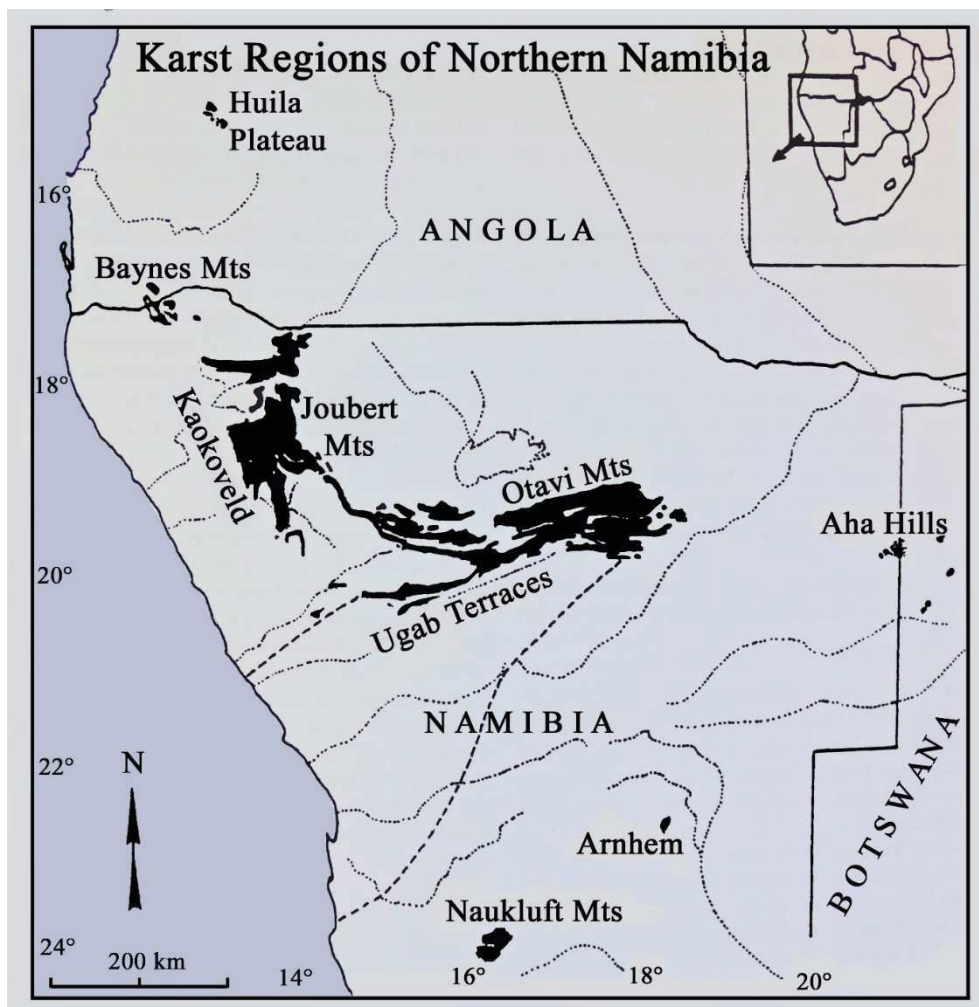 Karst Regions of Northern Namibia
Huila
Plateau
16°
ANGOLA
Baynes Mts
18°
Kaokoveld
Joubert
Mts
Otavi Mts
Aha Hills
20°
Ugab Terraces
NAMIBIA
22°
N
BOTSWANA
Arnhem
Naukluft Mts
24°
200 km
14°
16°
18°
20°